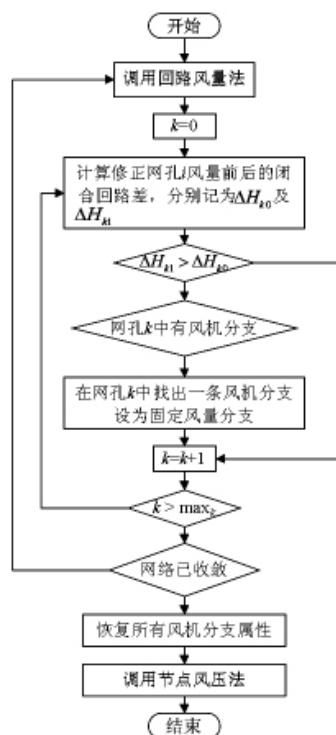 开始
调用回路风量法
k=0
计算修正网孔i风量前后的闭
合回路差，分别记为ΔHk0及
ΔHk1
ΔHk1 > ΔHk0
网孔k中有风机分支
在网孔k中找出一条风机分支
设为固定风量分支
k=k+1
k > maxk
网络已收敛
恢复所有风机分支属性
调用节点风压法
结束